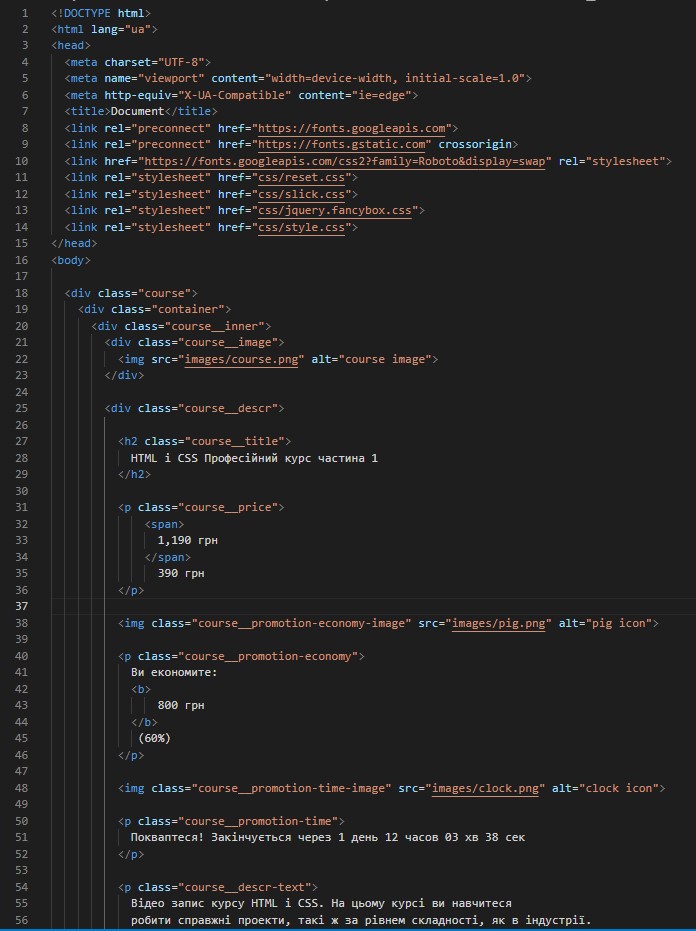 1 <!DOCTYPE html>
2 <html lang="ua">
3 <head>
4 <meta charset="UTF-8">
5 <meta name="viewport" content="width=device-width, initial-scale=1.0">
6 <meta http-equiv="X-UA-Compatible" content="ie=edge">
7 <title>Document</title>
8 <link rel="preconnect" href="https://fonts.googleapis.com">
9 <link rel="preconnect" href="https://fonts.gstatic.com" crossorigin>
10 <link href="https://fonts.googleapis.com/css2?family=Roboto&display=swap" rel="stylesheet">
11 <link rel="stylesheet" href="css/reset.css">
12 <link rel="stylesheet" href="css/slick.css">
13 <link rel="stylesheet" href="css/jquery.fancybox.css">
14 <link rel="stylesheet" href="css/style.css">
15 </head>
16 <body>
17
18 <div class="course">
19 <div class="container">
20 <div class="course__inner">
21 <div class="course__image">
22 <img src="images/course.png" alt="course image">
23 </div>
24
25 <div class="course__descr">
26
27 <h2 class="course__title">
28 HTML і CSS Професійний курс частина 1
29 </h2>
30
31 <p class="course__price">
32 <span>
33 1,190 грн
34 </span>
35 390 грн
36 </p>
37
38 <img class="course__promotion-economy-image" src="images/pig.png" alt="pig icon">
39
40 <p class="course__promotion-economy">
41 Ви економите:
42 <b>
43 800 грн
44 </b>
45 (60%)
46 </p>
47
48 <img class="course__promotion-time-image" src="images/clock.png" alt="clock icon">
49
50 <p class="course__promotion-time">
51 Покваптеся! Закінчується через 1 день 12 часов 03 хв 38 сек
52 </p>
53
54 <p class="course__descr-text">
55 Відео запис курсу HTML і CSS. На цьому курсі ви навчитеся
56 робити справжні проекти, такі ж за рівнем складності, як в індустрії.